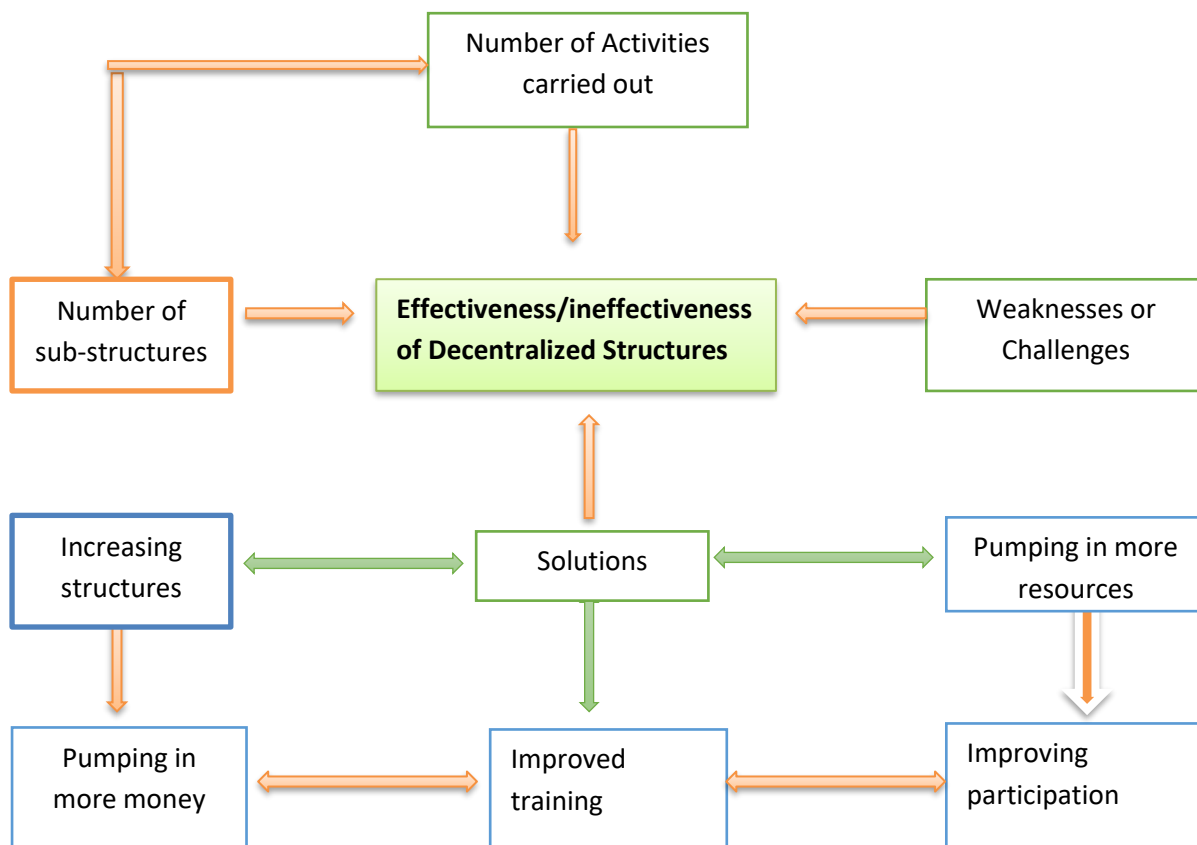 Number of Activities
carried out
Number of
sub-structures
Effectiveness/ineffectiveness
of Decentralized Structures
Weaknesses or
Challenges
Increasing
structures
Solutions
Pumping in more
resources
Pumping in
more money
Improved
training
Improving
participation